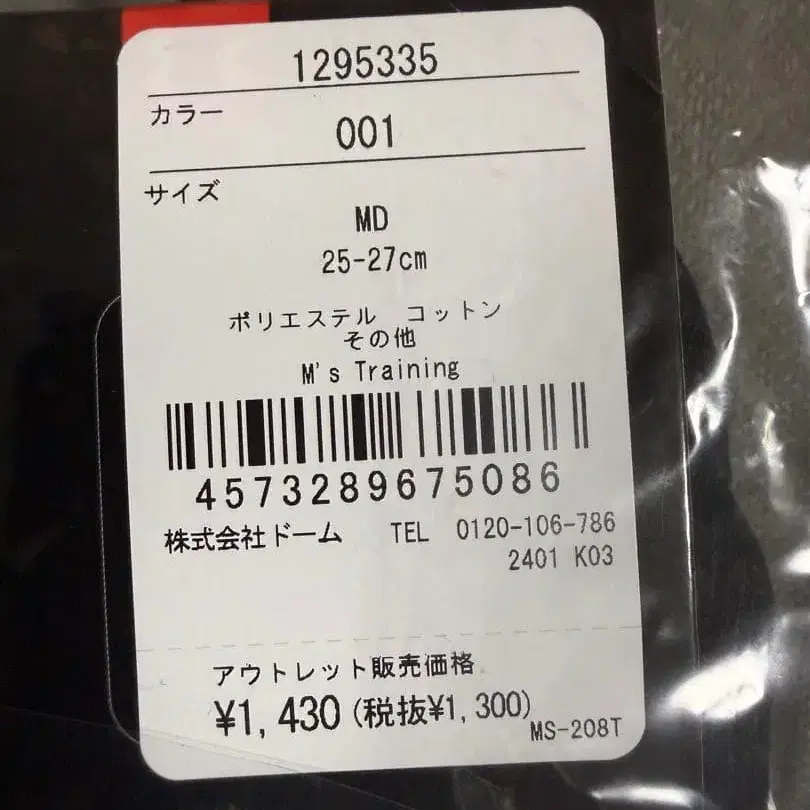 1295335
カラー
001
サイズ
MD
25-27cm
ポリエステル　コットン
その他
M's Training
4573289675086
株式会社ドーム　TEL　0120-106-786
2401 K03
アウトレット販売価格
¥1,430(税抜¥1,300)
MS-208T